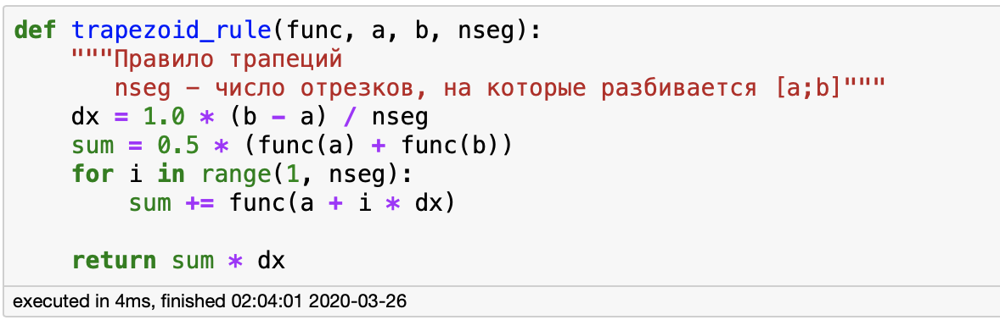 def trapezoid_rule(func, a, b, nseg):
    """Правило трапеций
       nseg - число отрезков, на которые разбивается [a;b]"""
    dx = 1.0 * (b - a) / nseg
    sum = 0.5 * (func(a) + func(b))
    for i in range(1, nseg):
        sum += func(a + i * dx)
    return sum * dx
executed in 4ms, finished 02:04:01 2020-03-26